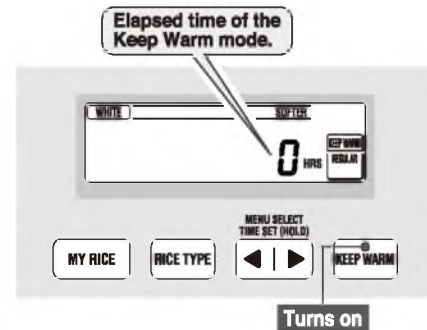 Elapsed time of the
Keep Warm mode.
WHITE
SOFTER
0 HRS
KEEP WARM
REGULAR
MENU SELECT
TIME SET (HOLD)
MY RICE
RICE TYPE
KEEP WARM
Turns on